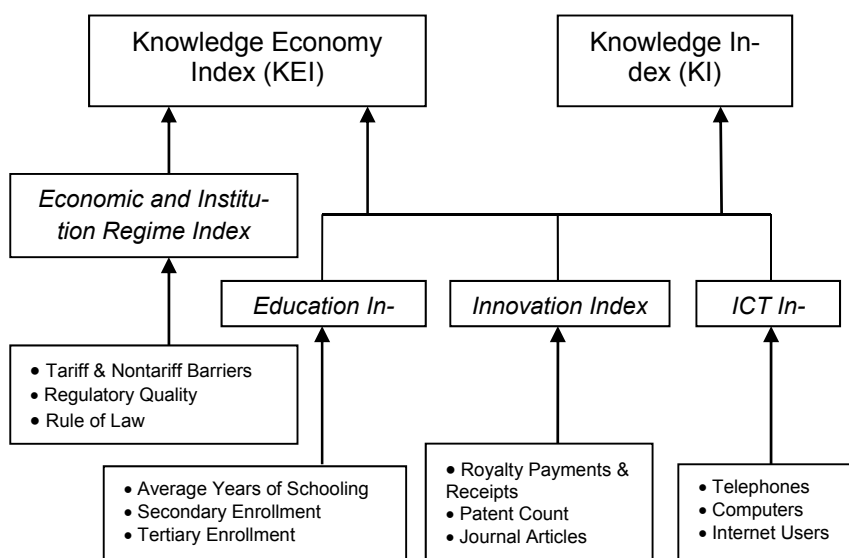 Knowledge Economy
Index (KEI)
Knowledge In-
dex (KI)
Economic and Institu-
tion Regime Index
Education In-
Innovation Index
ICT In-
• Tariff & Nontariff Barriers
• Regulatory Quality
• Rule of Law
• Average Years of Schooling
• Secondary Enrollment
• Tertiary Enrollment
• Royalty Payments &
Receipts
• Patent Count
• Journal Articles
• Telephones
• Computers
• Internet Users